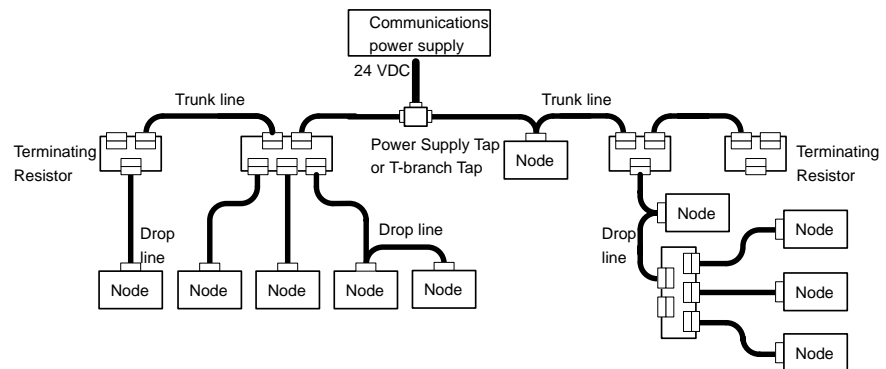 Communications
power supply
24 VDC
Trunk line
Trunk line
Terminating
Resistor
Power Supply Tap
or T-branch Tap
Node
Terminating
Resistor
Node
Drop
line
Drop line
Drop
line
Node
Node
Node
Node
Node
Node
Node
Node